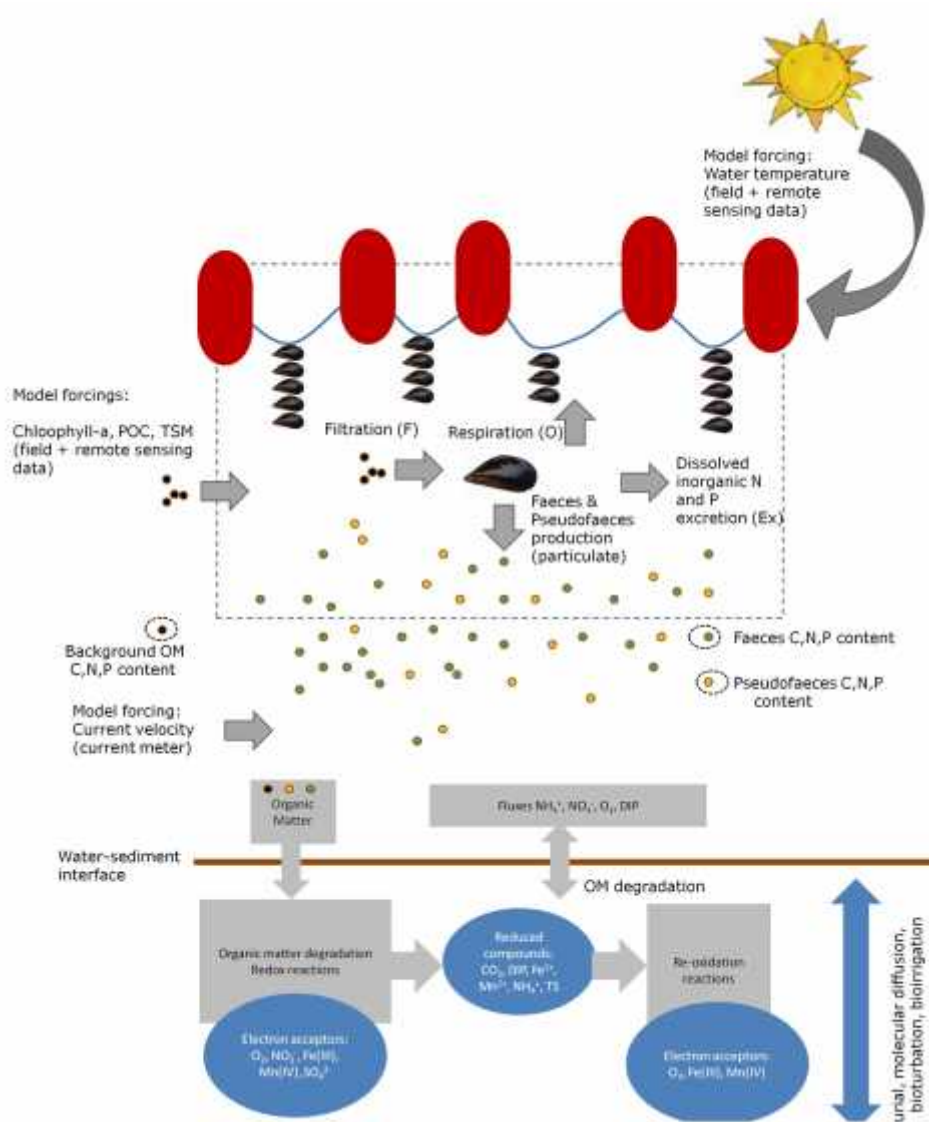 Model forcing:
Water temperature
(field + remote
sensing data)
Model forcings:
Chloophyll-a, POC, TSM
(field + remote sensing
data)
Filtration (F)
Respiration (O)
Dissolved
inorganic N
and P
excretion (Ex)
Faeces &
Pseudofaeces
production
(particulate)
Background OM
C,N,P content
Faeces C,N,P content
Pseudofaeces C,N,P
content
Model forcing:
Current velocity
(current meter)
Organic
Matter
Fluxes NH₄⁺, NO₃⁻, O₂, DIP
Water-sediment
interface
OM degradation
Organic matter degradation
Redox reactions
Reduced
compounds:
CO₂, DIP, Fe²⁺,
Mn²⁺, NH₄⁺, TS
Re-oxidation
reactions
Electron acceptors:
O₂, NO₃⁻, Fe(III),
Mn(IV), SO₄²⁻
Electron acceptors:
O₂, Fe(III), Mn(IV)
urial, molecular diffusion,
bioturbation, bioirrigation